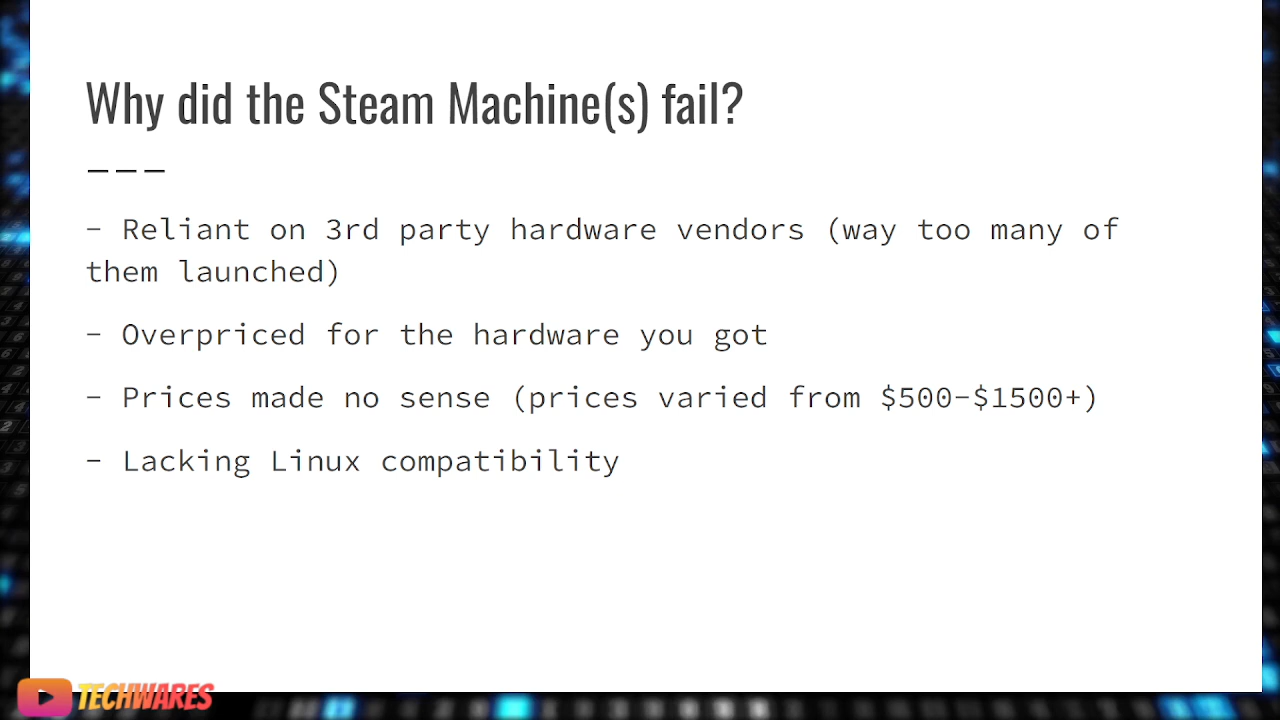 Why did the Steam Machine(s) fail?
---
- Reliant on 3rd party hardware vendors (way too many of
them launched)
- Overpriced for the hardware you got
- Prices made no sense (prices varied from $500-$1500+)
- Lacking Linux compatibility
TECHWARES